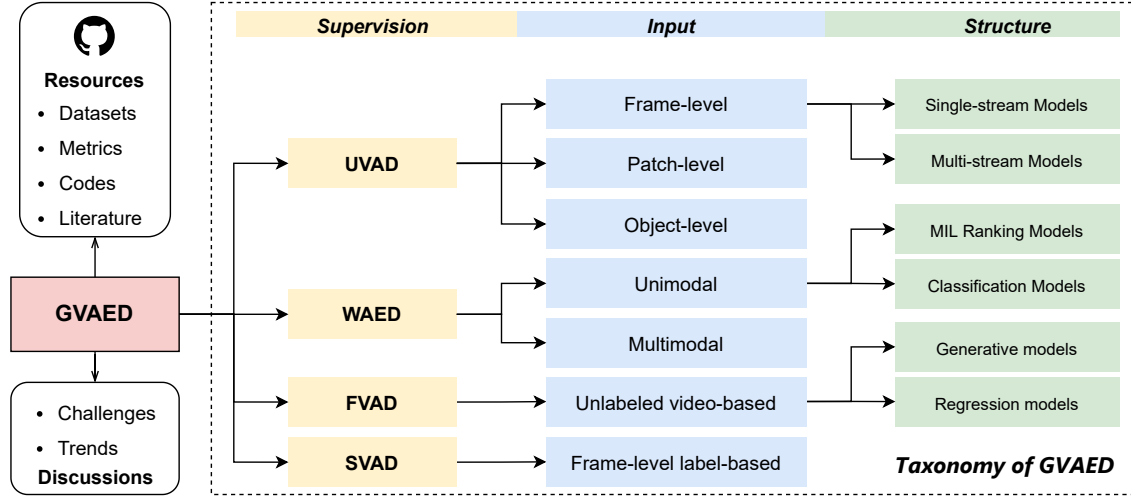 Resources
• Datasets
• Metrics
• Codes
• Literature
GVAED
• Challenges
• Trends
Discussions
Supervision
Input
Structure
UVAD
Frame-level
Single-stream Models
Multi-stream Models
Patch-level
Object-level
WAED
Unimodal
MIL Ranking Models
Classification Models
Multimodal
FVAD
Unlabeled video-based
Generative models
Regression models
SVAD
Frame-level label-based
Taxonomy of GVAED